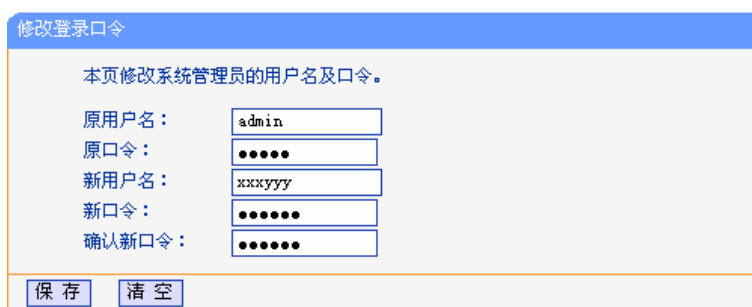 修改登录口令
本页修改系统管理员的用户名及口令。
原用户名： admin
原口令： ●●●●●
新用户名： xxxyyy
新口令： ●●●●●●
确认新口令： ●●●●●●
保 存 清 空